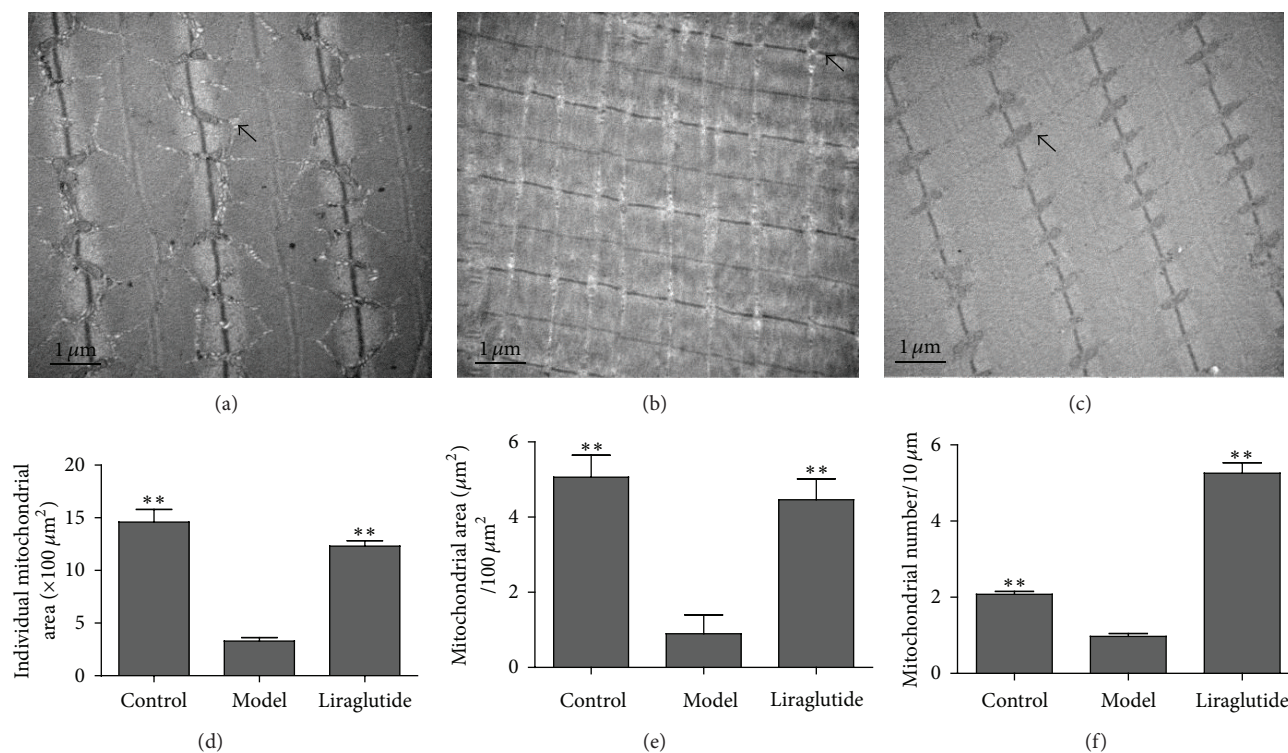 1 μm
1 μm
1 μm
(a)
(b)
(c)
Individual mitochondrial
area (×100 μm²)
20
15
10
5
0
**
**
Control
Model
Liraglutide
(d)
Mitochondrial area (μm²)
/100 μm²
6
4
2
0
**
**
Control
Model
Liraglutide
(e)
Mitochondrial number/10 μm
6
4
2
0
**
**
Control
Model
Liraglutide
(f)